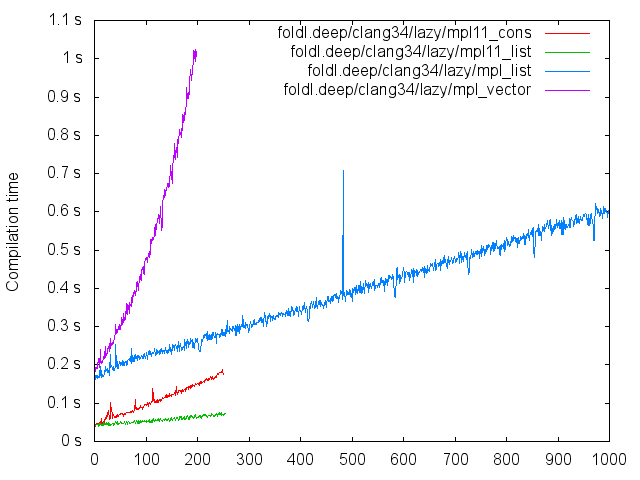 1.1 s
1 s
0.9 s
0.8 s
0.7 s
0.6 s
0.5 s
0.4 s
0.3 s
0.2 s
0.1 s
0 s
Compilation time
foldl.deep/clang34/lazy/mpl11_cons
foldl.deep/clang34/lazy/mpl11_list
foldl.deep/clang34/lazy/mpl_list
foldl.deep/clang34/lazy/mpl_vector
0 100 200 300 400 500 600 700 800 900 1000